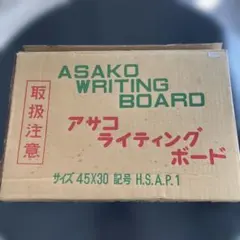 ASAKO
WRITING
BOARD
取扱注意
アサコ
ライティング
ボード
サイズ 45X30 記号 H.S.A.P.1